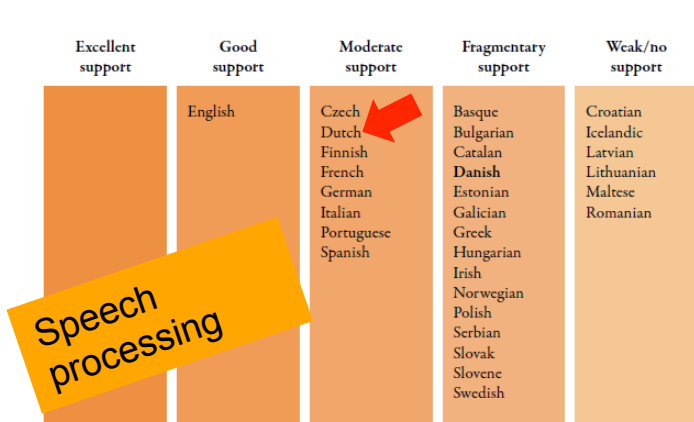 Excellent support
Good support
Moderate support
Fragmentary support
Weak/no support
English
Czech
Dutch
Finnish
French
German
Italian
Portuguese
Spanish
Basque
Bulgarian
Catalan
Danish
Estonian
Galician
Greek
Hungarian
Irish
Norwegian
Polish
Serbian
Slovak
Slovene
Swedish
Croatian
Icelandic
Latvian
Lithuanian
Maltese
Romanian
Speech
processing